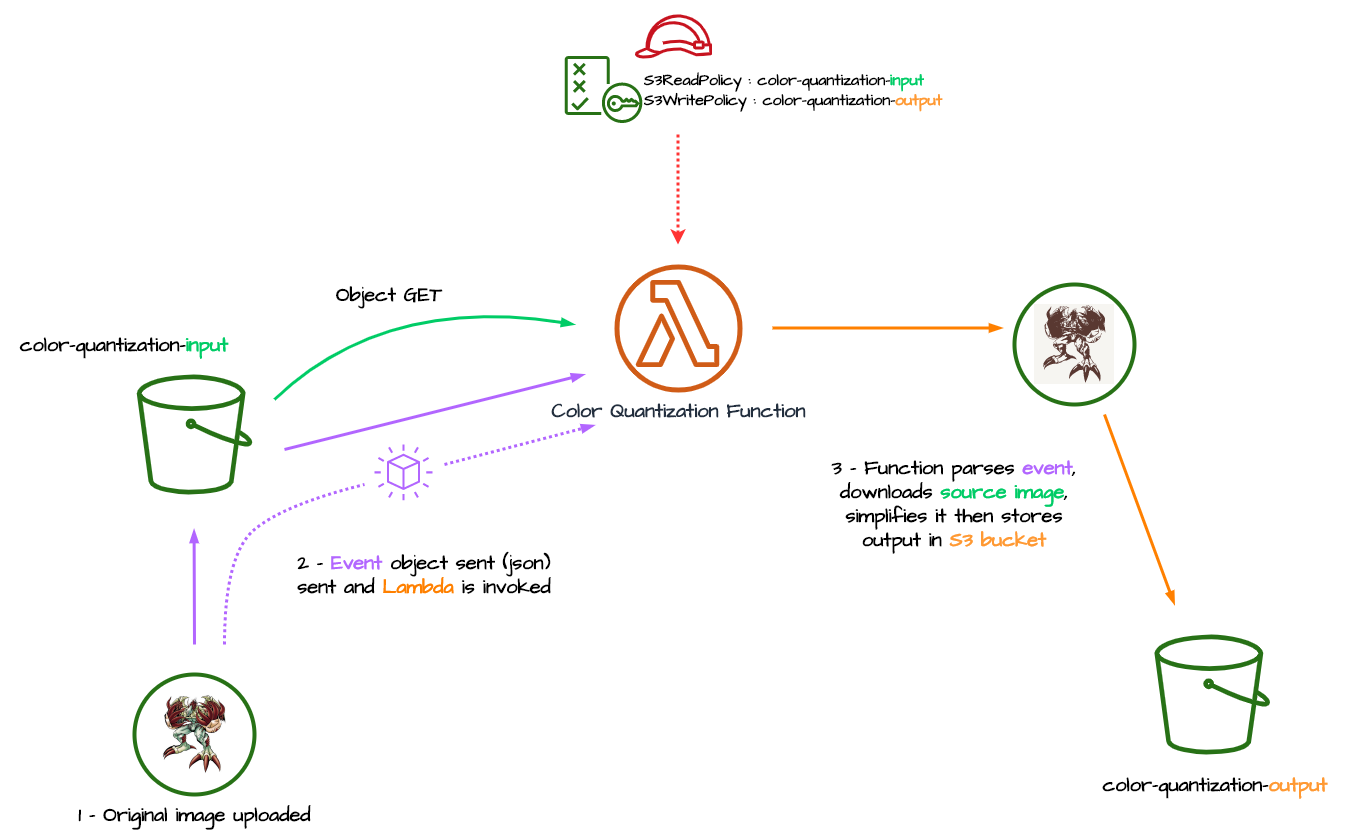 S3ReadPolicy : color-quantization-input
S3WritePolicy : color-quantization-output
Object GET
color-quantization-input
Color Quantization Function
2 - Event object sent (json)
sent and Lambda is invoked
3 - Function parses event,
downloads source image,
simplifies it then stores
output in S3 bucket
1 - Original image uploaded
color-quantization-output